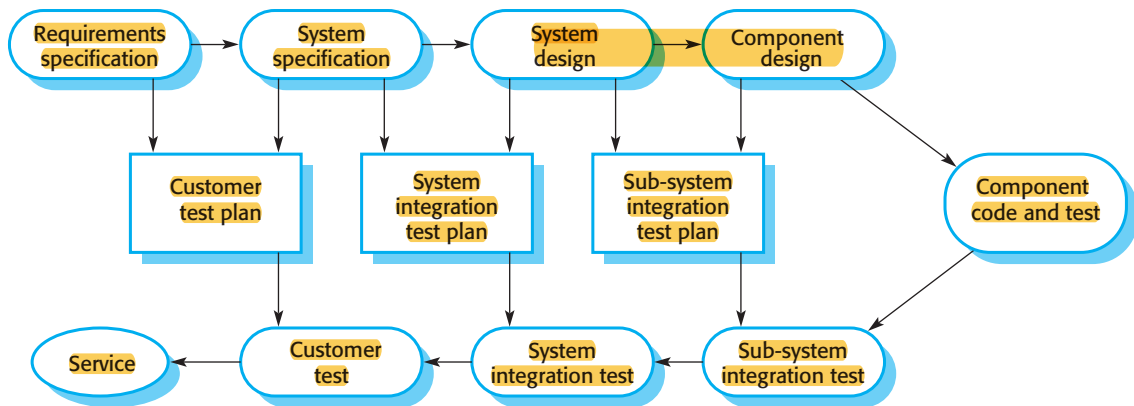 Requirements
specification
System
specification
System
design
Component
design
Customer
test plan
System
integration
test plan
Sub-system
integration
test plan
Component
code and test
Service
Customer
test
System
integration test
Sub-system
integration test